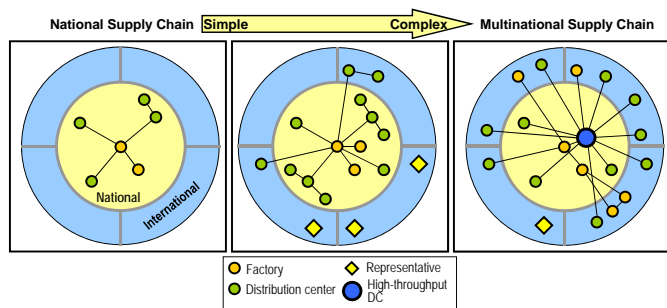 National Supply Chain
Simple
Complex
Multinational Supply Chain
National
International
Factory
Representative
Distribution center
High-throughput
DC